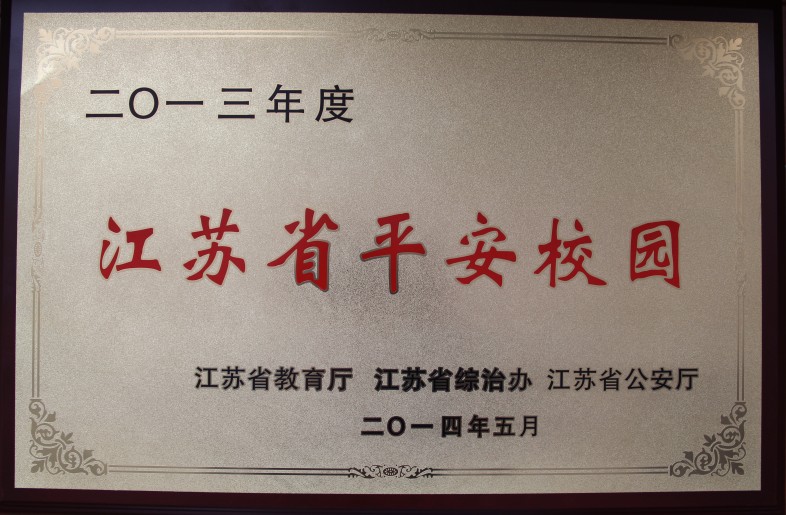 二〇一三年度
江苏省平安校园
江苏省教育厅 江苏省综治办 江苏省公安厅
二〇一四年五月